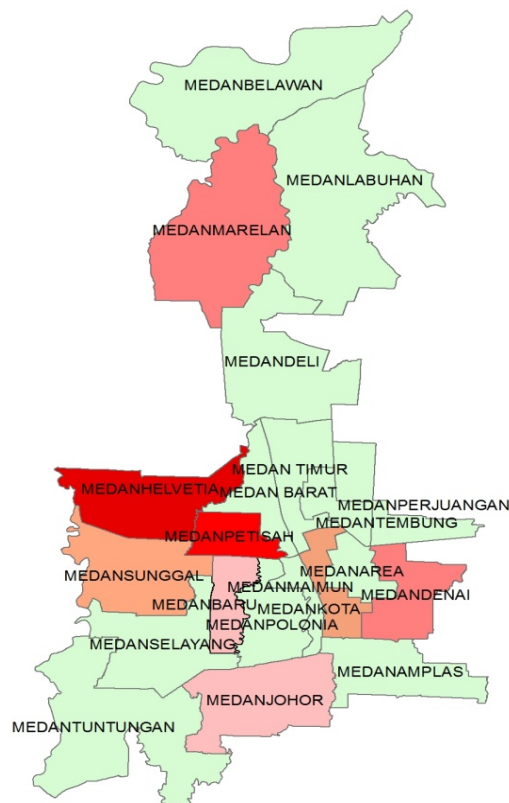 MEDANBELAWAN
MEDANLABUHAN
MEDANMARELAN
MEDANDELI
MEDAN TIMUR
MEDANHELVETIA
MEDAN BARAT
MEDANPERJUANGAN
MEDANTEMBUNG
MEDANPETISAH
MEDANSUNGGAL
MEDANAREA
MEDANMAIMUN
MEDANDENAI
MEDANBARU
MEDANKOTA
MEDANPOLONIA
MEDANSELAYANG
MEDANAMPLAS
MEDANJOHOR
MEDANTUNTUNGAN